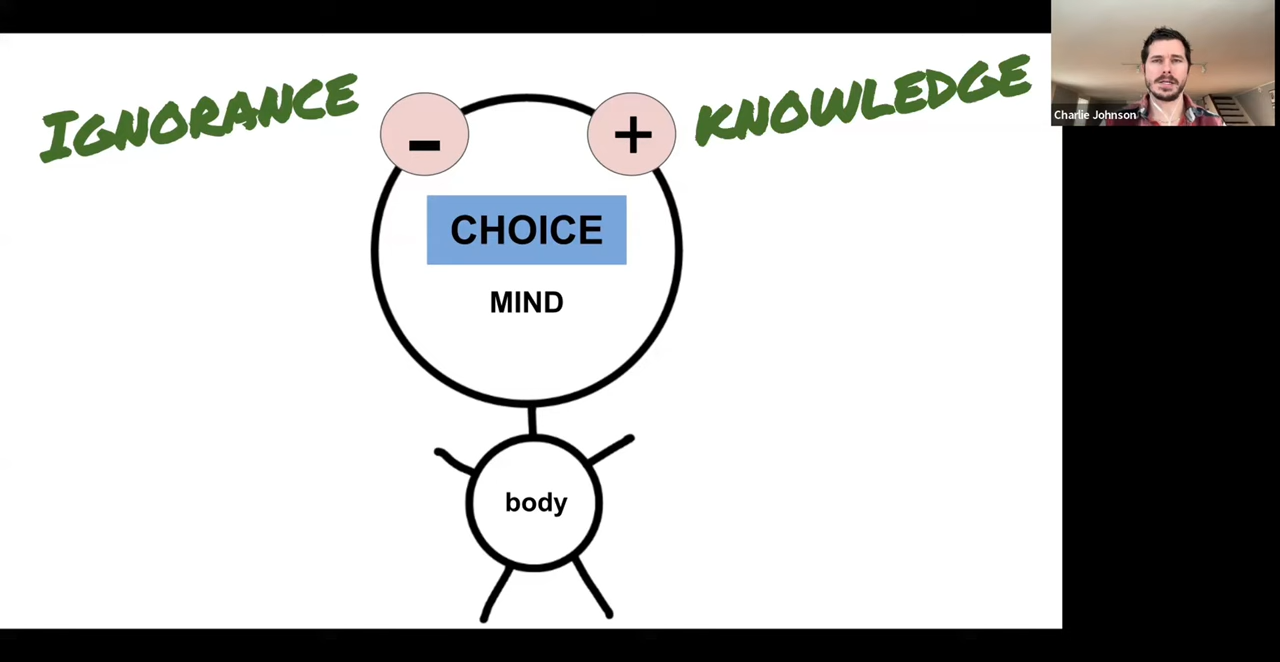 IGNORANCE
KNOWLEDGE
Charlie Johnson
-
+
CHOICE
MIND
body